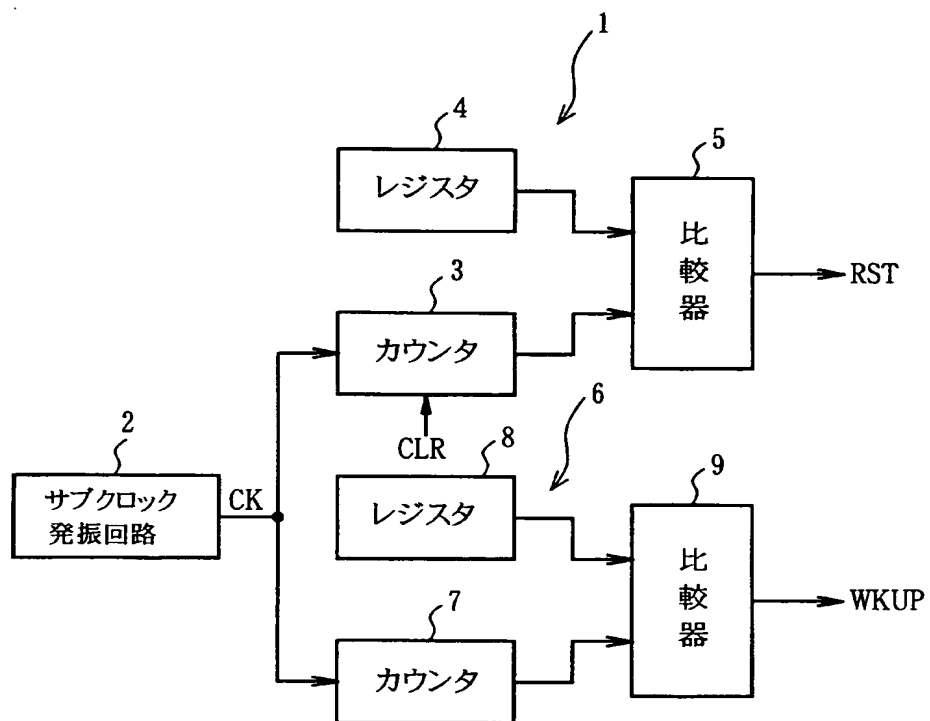 1
4
レジスタ
5
比較器
RST
3
カウンタ
CLR
6
2
サブクロック
発振回路
CK
8
レジスタ
9
比較器
WKUP
7
カウンタ